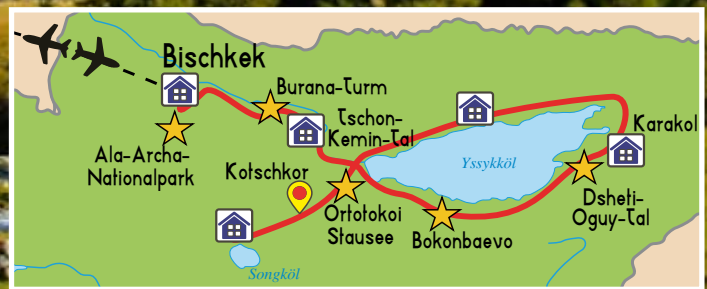 Bischkek
Burana-Turm
Tschon-
Kemin-Tal
Ala-Archa-
Nationalpark
Kotschkor
Karakol
Yssykköl
Ortotokoi
Stausee
Bokonbaevo
Dsheti-
Oguy-Tal
Songköl